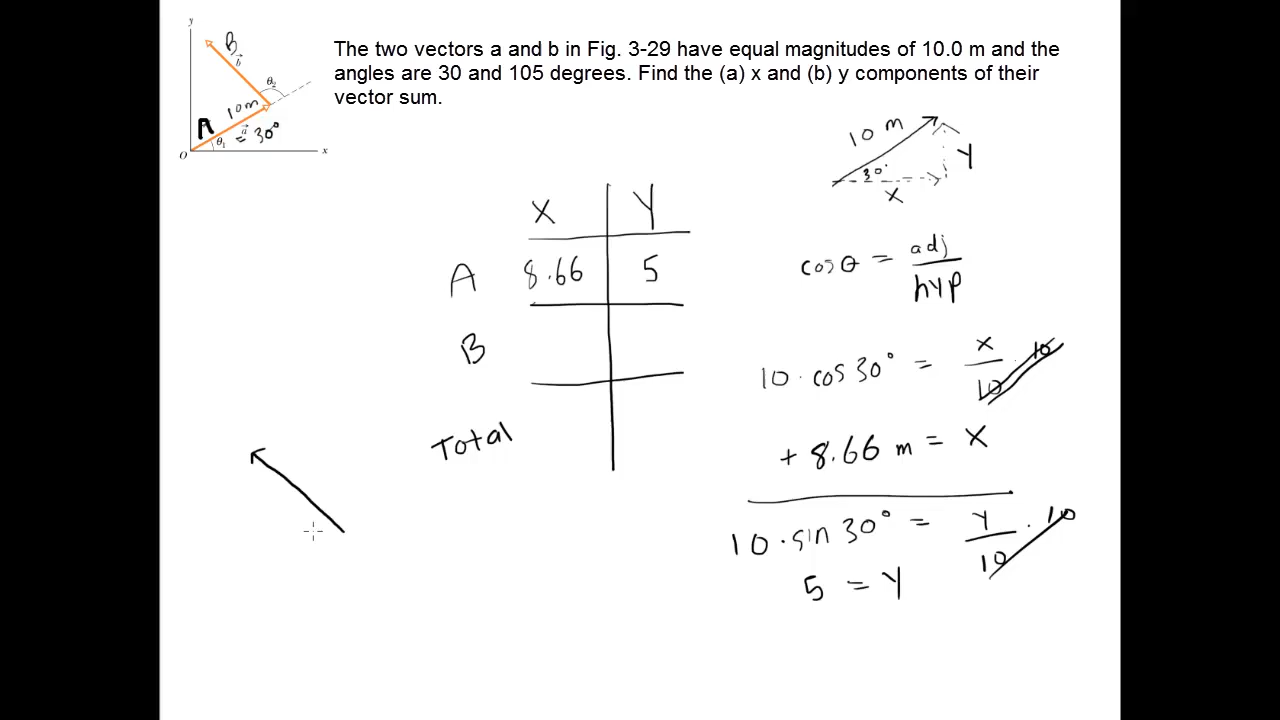 y
B
b
θ2
10 m
A
a
θ1 = 30°
O
x
The two vectors a and b in Fig. 3-29 have equal magnitudes of 10.0 m and the
angles are 30 and 105 degrees. Find the (a) x and (b) y components of their
vector sum.
10 m
30°
Y
X
X Y
A 8.66 5
B
Total
cos θ = adj / hyp
10 · cos 30° = x / 10 · 10
+ 8.66 m = X
10 · sin 30° = Y / 10 · 10
5 = Y